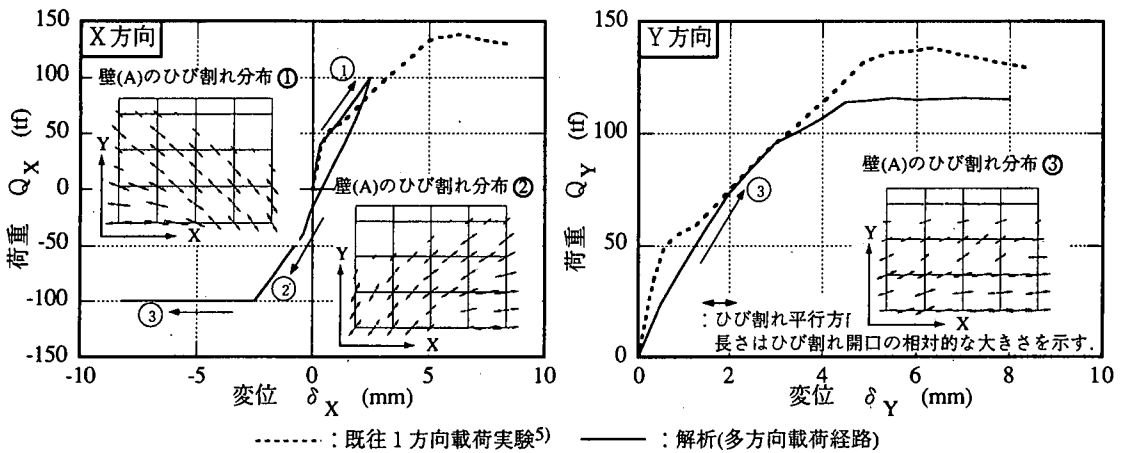 X方向
壁(A)のひび割れ分布①
①
Y
X
壁(A)のひび割れ分布②
②
Y
X
③
荷重 QX (tf)
150
100
50
0
-50
-100
-150
-10
-5
0
5
10
変位 δX (mm)
Y方向
③
壁(A)のひび割れ分布③
Y
X
:ひび割れ平行方
長さはひび割れ開口の相対的な大きさを示す.
荷重 QY (tf)
150
100
50
0
0
2
4
6
8
10
変位 δY (mm)
:既往1方向載荷実験5)
:解析(多方向載荷経路)